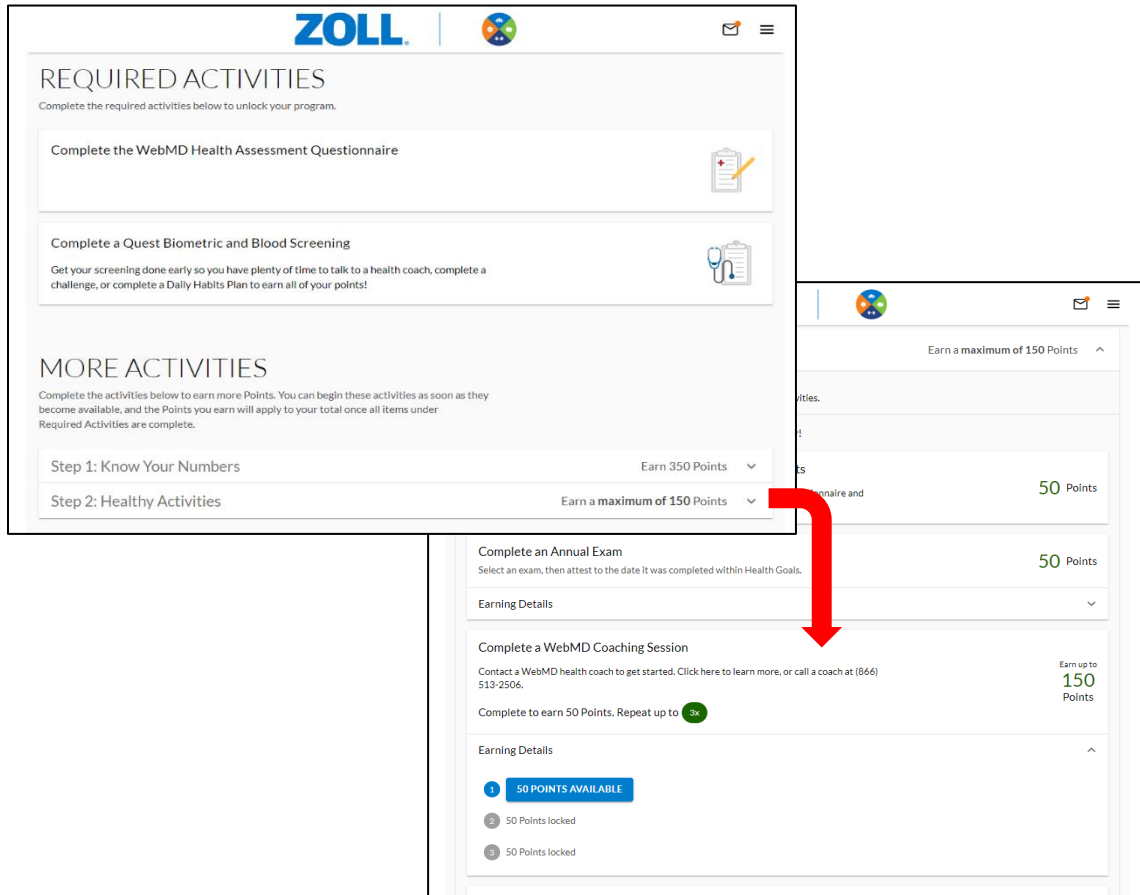 ZOLL
REQUIRED ACTIVITIES
Complete the required activities below to unlock your program.
Complete the WebMD Health Assessment Questionnaire
Complete a Quest Biometric and Blood Screening
Get your screening done early so you have plenty of time to talk to a health coach, complete a
challenge, or complete a Daily Habits Plan to earn all of your points!
MORE ACTIVITIES
Complete the activities below to earn more Points. You can begin these activities as soon as they
become available, and the Points you earn will apply to your total once all items under
Required Activities are complete.
Step 1: Know Your Numbers Earn 350 Points
Step 2: Healthy Activities Earn a maximum of 150 Points
Earn a maximum of 150 Points
and
50 Points
Complete an Annual Exam
Select an exam, then attest to the date it was completed within Health Goals.
50 Points
Earning Details
Complete a WebMD Coaching Session
Contact a WebMD health coach to get started. Click here to learn more, or call a coach at (866)
513-2506.
Complete to earn 50 Points. Repeat up to 3x
Earn up to
150
Points
Earning Details
1 50 POINTS AVAILABLE
2 50 Points locked
3 50 Points locked